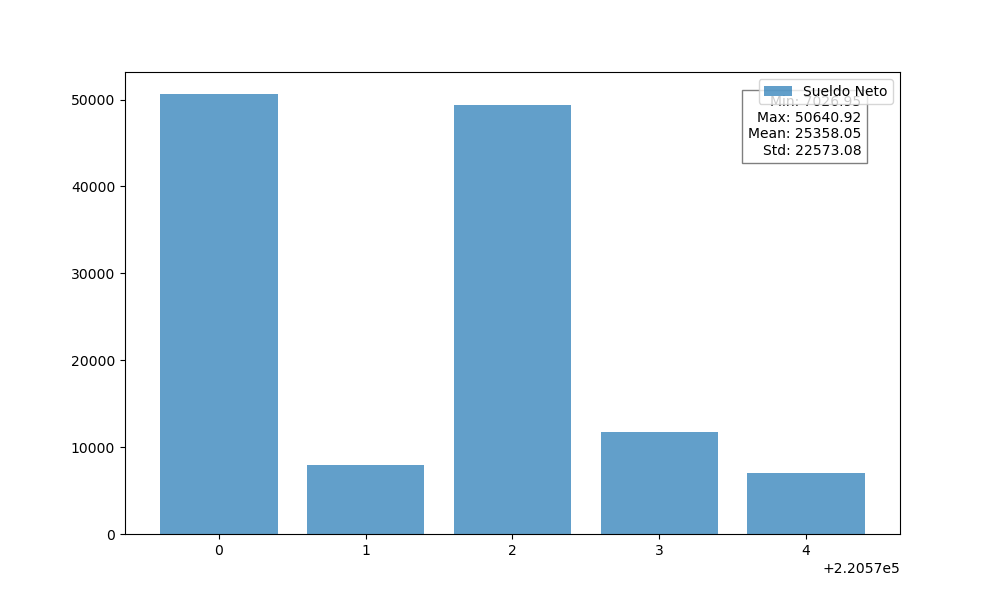 Sueldo Neto
Min: 7026.95
Max: 50640.92
Mean: 25358.05
Std: 22573.08
50000
40000
30000
20000
10000
0
0 1 2 3 4
+2.2057e5